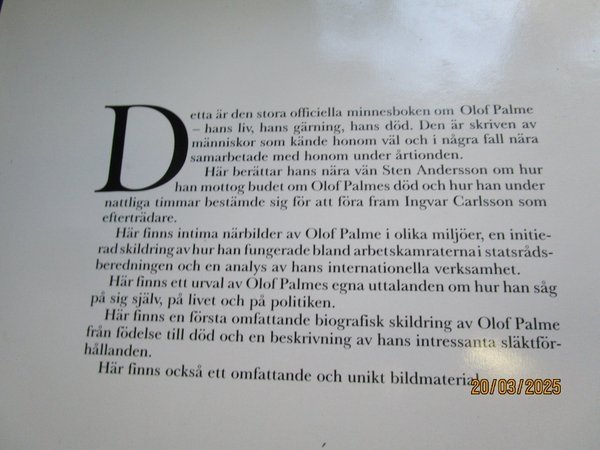 Detta är den stora officiella minnesboken om Olof Palme
– hans liv, hans gärning, hans död. Den är skriven av
människor som kände honom väl och i några fall nära
samarbetade med honom under årtionden.
Här berättar hans nära vän Sten Andersson om hur
han mottog budet om Olof Palmes död och hur han under
nattliga timmar bestämde sig för att föra fram Ingvar Carlsson som
efterträdare.
Här finns intima närbilder av Olof Palme i olika miljöer, en initie-
rad skildring av hur han fungerade bland arbetskamraterna i statsråds-
beredningen och en analys av hans internationella verksamhet.
Här finns ett urval av Olof Palmes egna uttalanden om hur han såg
på sig själv, på livet och på politiken.
Här finns en första omfattande biografisk skildring av Olof Palme
från födelse till död och en beskrivning av hans intressanta släktför-
hållanden.
Här finns också ett omfattande och unikt bildmaterial
20/03/2025